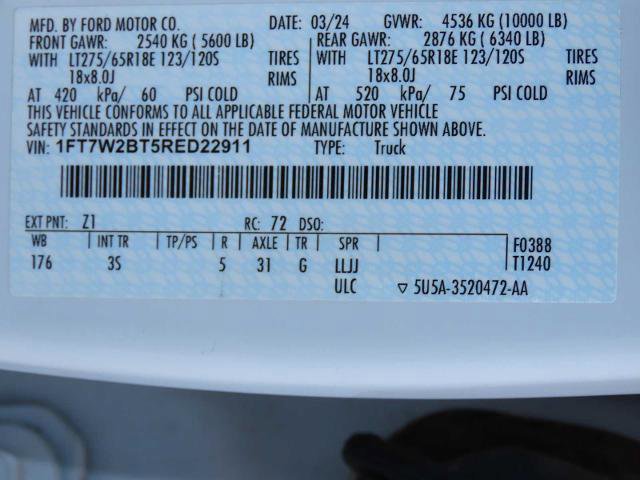 MFD. BY FORD MOTOR CO. DATE: 03/24 GVWR: 4536 KG (10000 LB)
FRONT GAWR: 2540 KG ( 5600 LB) REAR GAWR: 2876 KG ( 6340 LB)
WITH LT275/65R18E 123/120S TIRES WITH LT275/65R18E 123/120S TIRES
18x8.0J RIMS 18x8.0J RIMS
AT 420 kPa/ 60 PSI COLD AT 520 kPa/ 75 PSI COLD
THIS VEHICLE CONFORMS TO ALL APPLICABLE FEDERAL MOTOR VEHICLE
SAFETY STANDARDS IN EFFECT ON THE DATE OF MANUFACTURE SHOWN ABOVE.
VIN: 1FT7W2BT5RED22911 TYPE: Truck
EXT PNT: Z1 RC: 72 DSO:
WB INT TR TP/PS R AXLE TR SPR F0388
176 3S 5 31 G LLJJ T1240
ULC ▽ 5U5A-3520472-AA